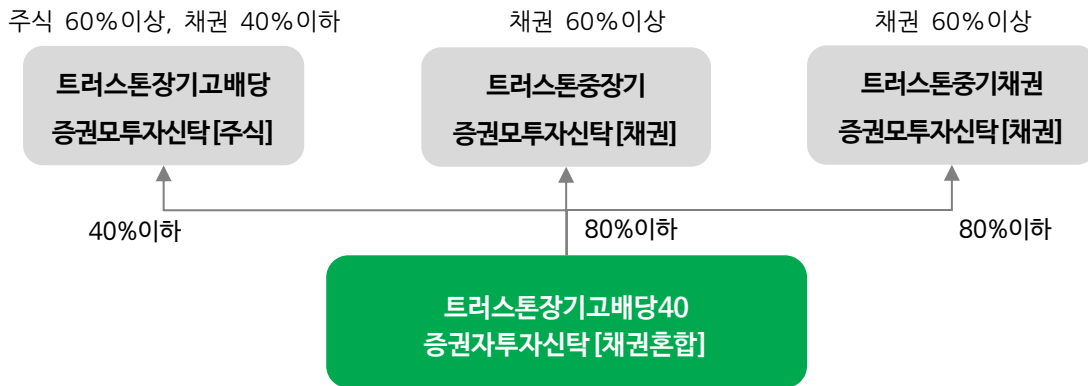 주식 60%이상, 채권 40%이하
채권 60%이상
채권 60%이상
트러스톤장기고배당
증권모투자신탁[주식]
트러스톤중장기
증권모투자신탁[채권]
트러스톤중기채권
증권모투자신탁[채권]
40%이하
80%이하
80%이하
트러스톤장기고배당40
증권자투자신탁[채권혼합]